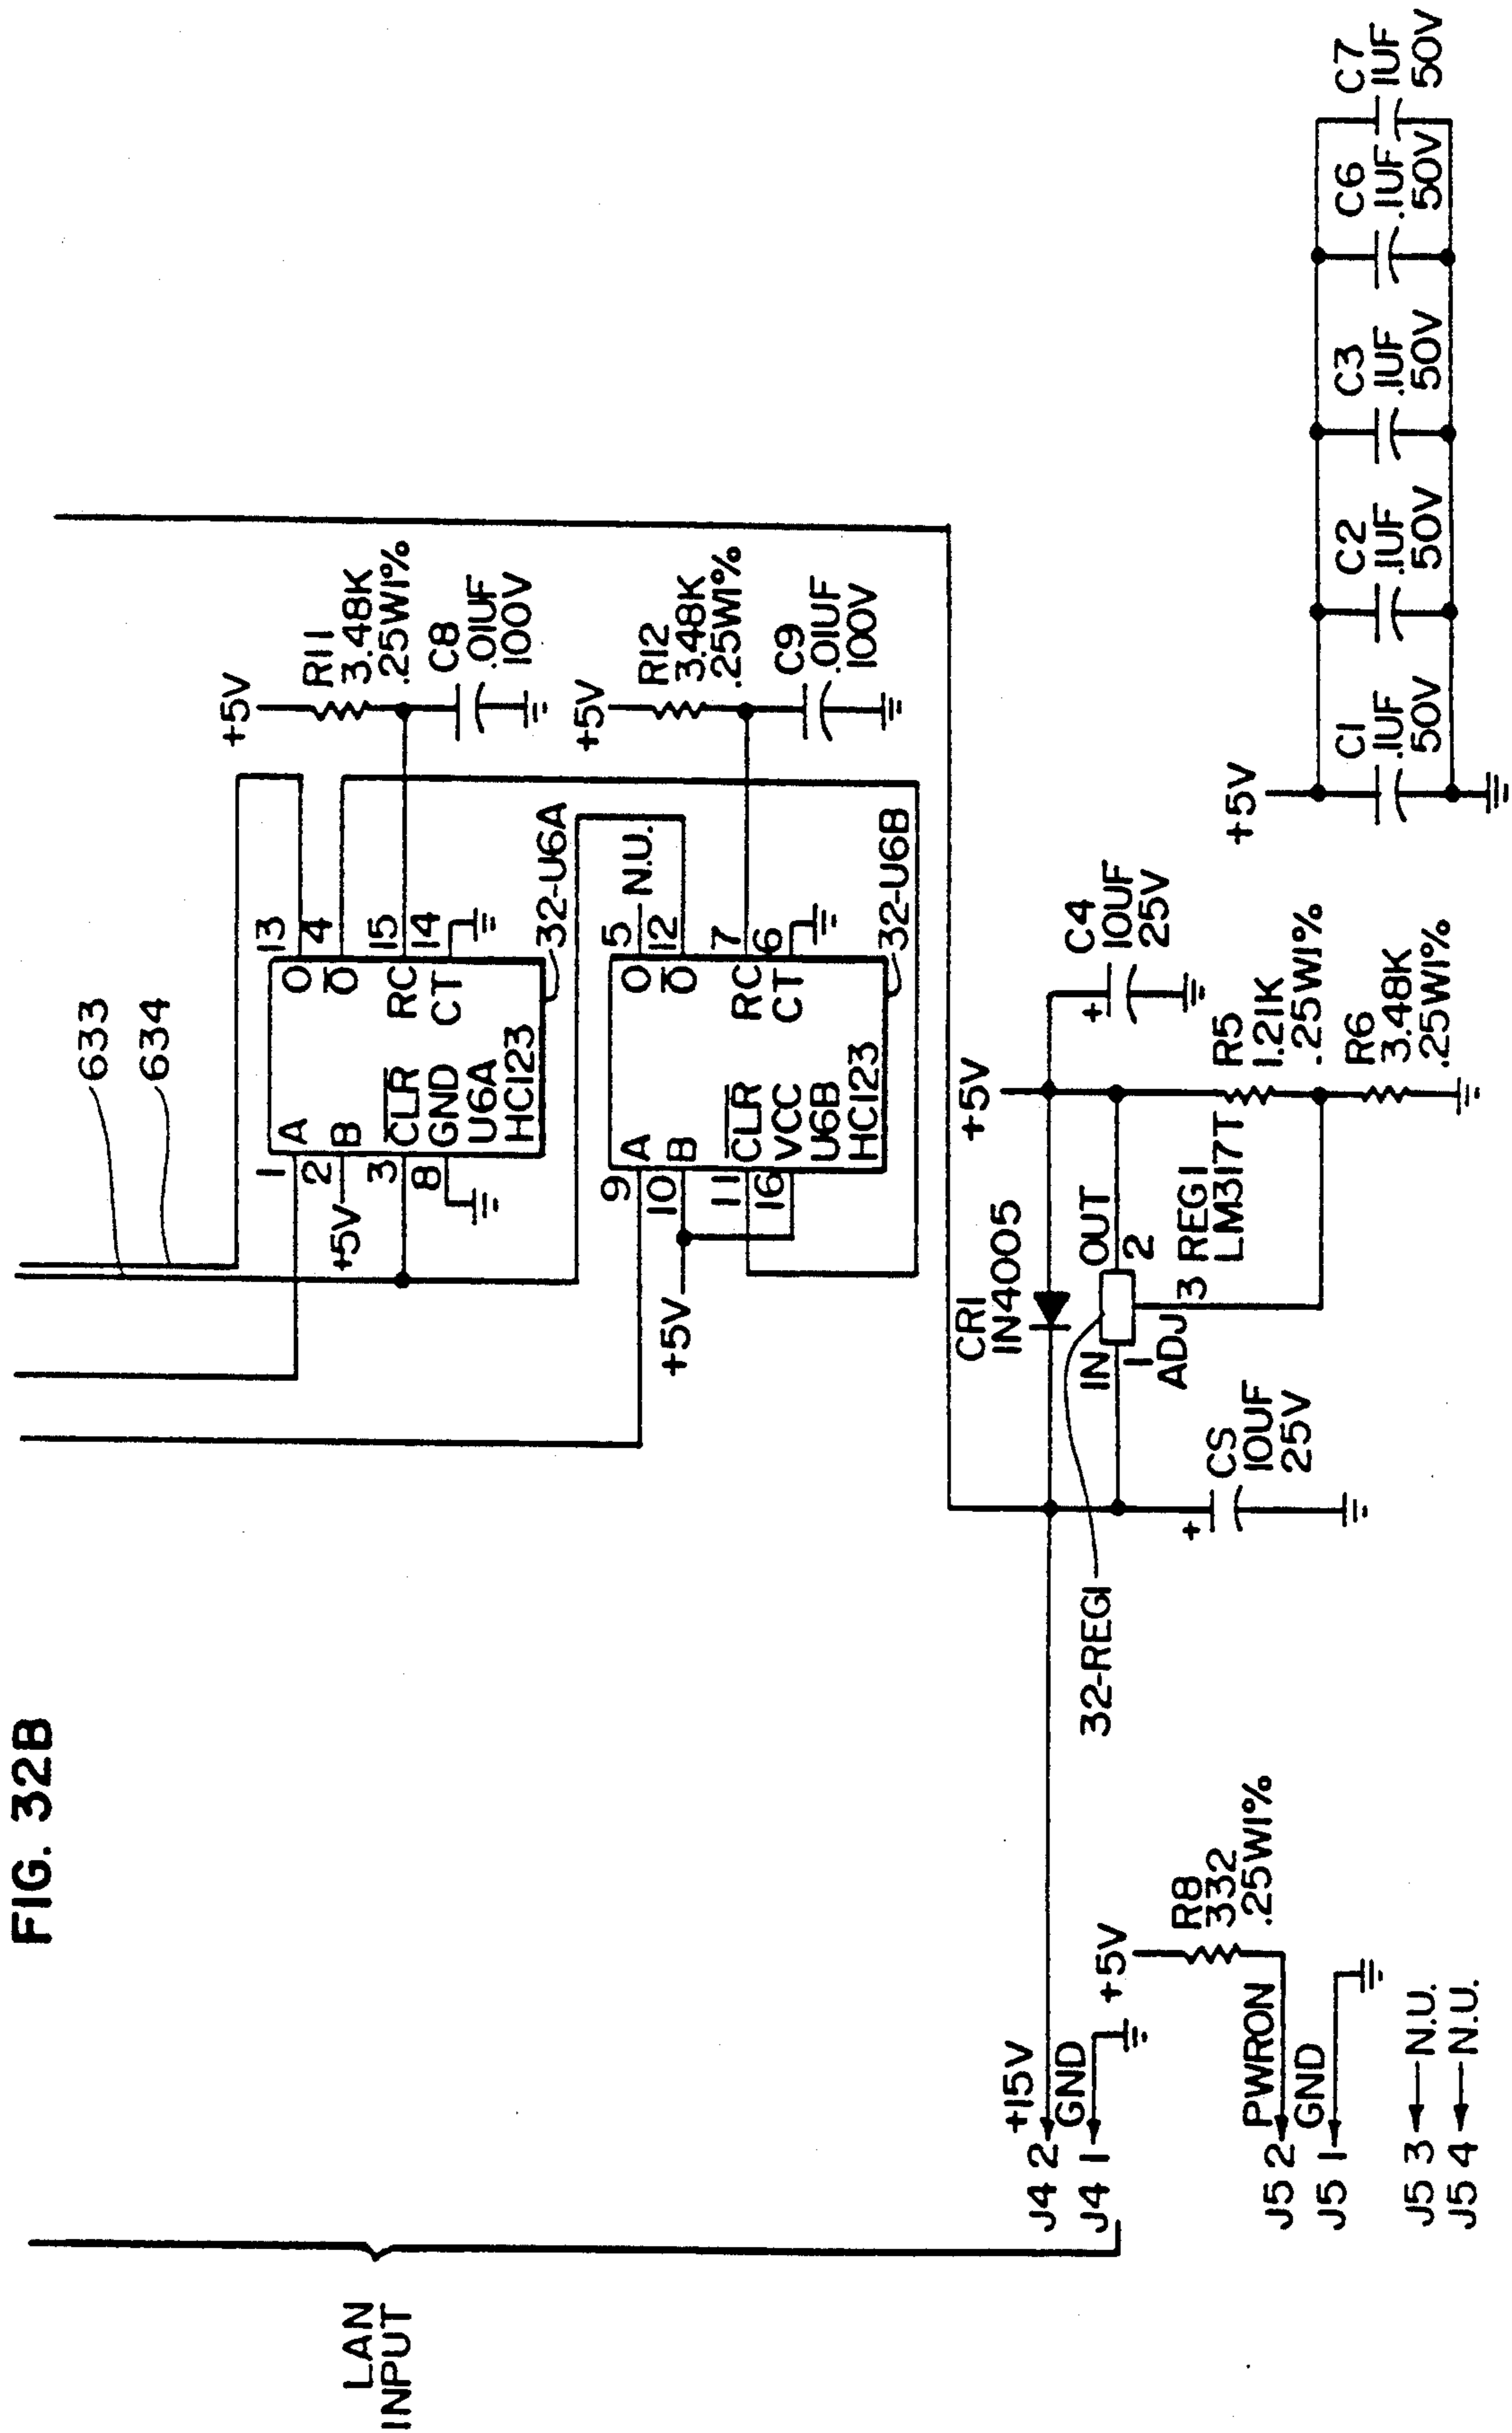 FIG. 32B
LAN
INPUT
633
634
1
A
2
B
+5V
3
CLR
8
GND
U6A
HC123
O
13
O
4
RC
15
CT
14
32-U6A
+5V
R11
3.48K
.25W1%
C8
.01UF
100V
9
A
10
B
11
CLR
16
VCC
U6B
HC123
+5V
O
5
N.U.
O
12
RC
7
CT
6
32-U6B
+5V
R12
3.48K
.25W1%
C9
.01UF
100V
J4 2
+15V
J4 1
GND
CR1
IN4005
+5V
C4
10UF
25V
IN
1
ADJ
OUT
2
3
REG1
LM317T
32-REG1
CS
10UF
25V
R5
1.21K
.25W1%
R6
3.48K
.25W1%
+5V
R8
332
.25W1%
J5 2
PWRON
J5 1
GND
J5 3
N.U.
J5 4
N.U.
+5V
C1
.1UF
50V
C2
.1UF
50V
C3
.1UF
50V
C6
.1UF
50V
C7
.1UF
50V